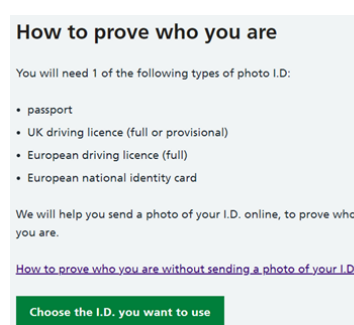 How to prove who you are
You will need 1 of the following types of photo I.D:
• passport
• UK driving licence (full or provisional)
• European driving licence (full)
• European national identity card
We will help you send a photo of your I.D. online, to prove who
you are.
How to prove who you are without sending a photo of your I.D
Choose the I.D. you want to use